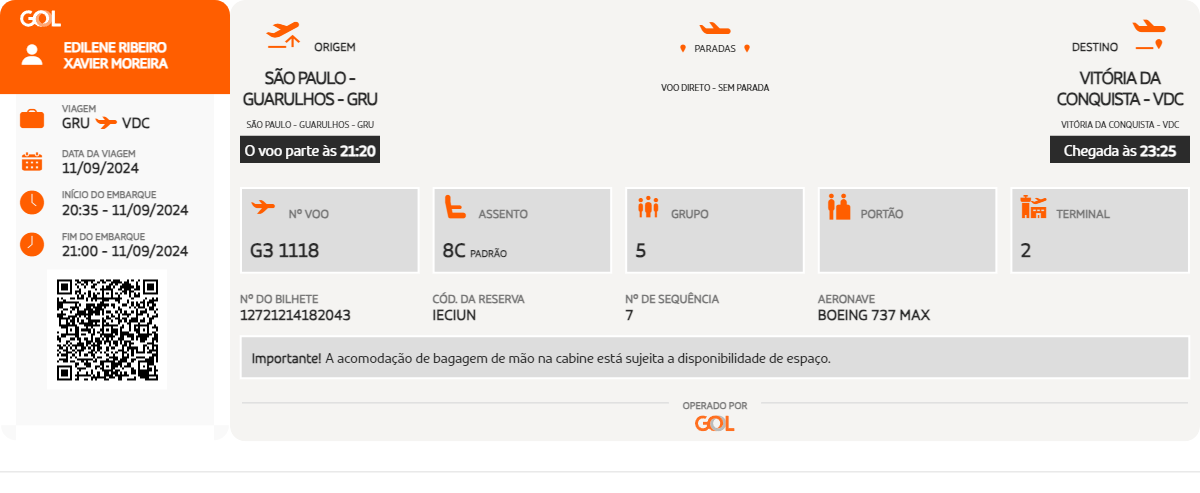 GOL
EDILENE RIBEIRO
XAVIER MOREIRA
VIAGEM
GRU VDC
DATA DA VIAGEM
11/09/2024
INÍCIO DO EMBARQUE
20:35 - 11/09/2024
FIM DO EMBARQUE
21:00 - 11/09/2024
ORIGEM
SÃO PAULO -
GUARULHOS - GRU
SÃO PAULO - GUARULHOS - GRU
O voo parte às 21:20
PARADAS
VOO DIRETO - SEM PARADA
DESTINO
VITÓRIA DA
CONQUISTA - VDC
VITÓRIA DA CONQUISTA - VDC
Chegada às 23:25
Nº VOO
G3 1118
ASSENTO
8C PADRÃO
GRUPO
5
PORTÃO
TERMINAL
2
Nº DO BILHETE
12721214182043
CÓD. DA RESERVA
IECIUN
Nº DE SEQUÊNCIA
7
AERONAVE
BOEING 737 MAX
Importante! A acomodação de bagagem de mão na cabine está sujeita a disponibilidade de espaço.
OPERADO POR
GOL